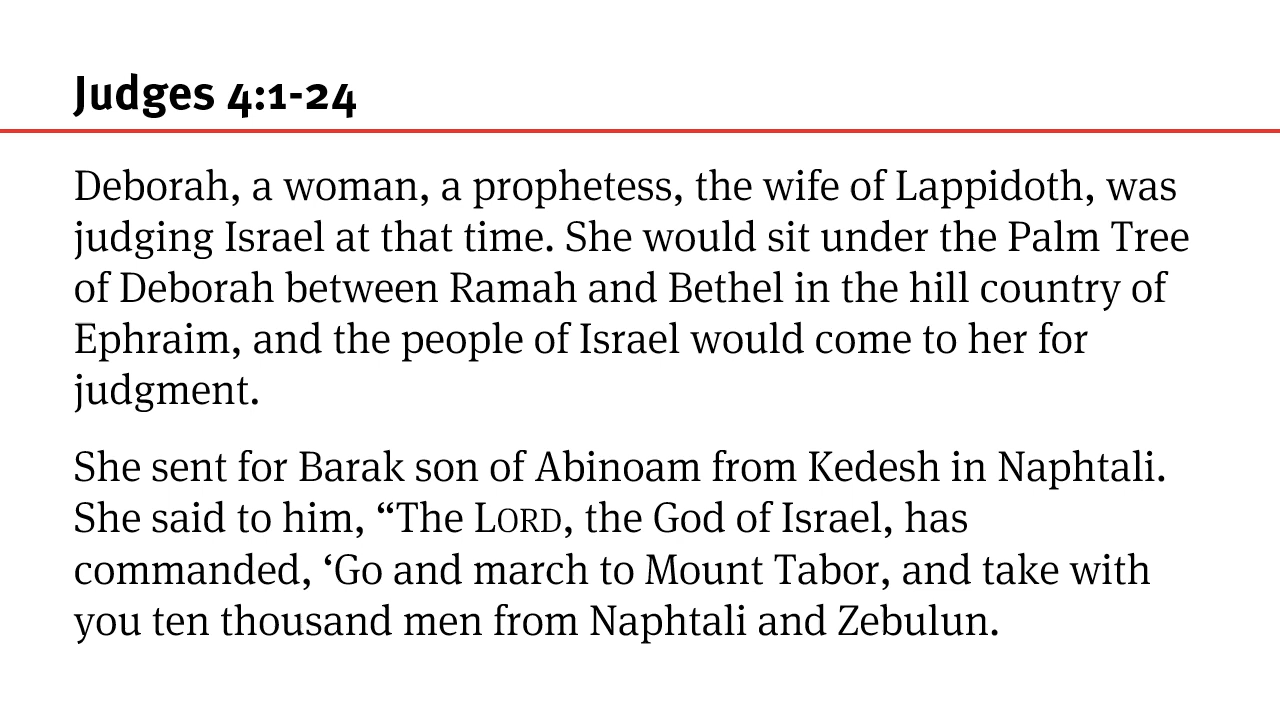 Judges 4:1-24
Deborah, a woman, a prophetess, the wife of Lappidoth, was
judging Israel at that time. She would sit under the Palm Tree
of Deborah between Ramah and Bethel in the hill country of
Ephraim, and the people of Israel would come to her for
judgment.
She sent for Barak son of Abinoam from Kedesh in Naphtali.
She said to him, “The LORD, the God of Israel, has
commanded, ‘Go and march to Mount Tabor, and take with
you ten thousand men from Naphtali and Zebulun.